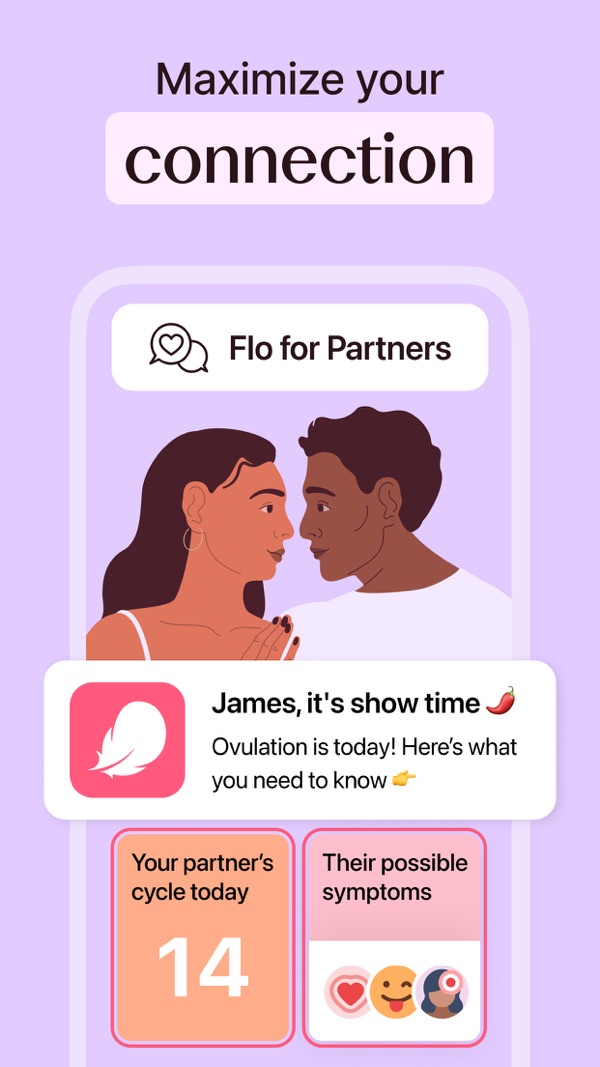 Maximize your
connection
Flo for Partners
James, it's show time 🌶️
Ovulation is today! Here’s what
you need to know 👉
Your partner’s
cycle today
14
Their possible
symptoms